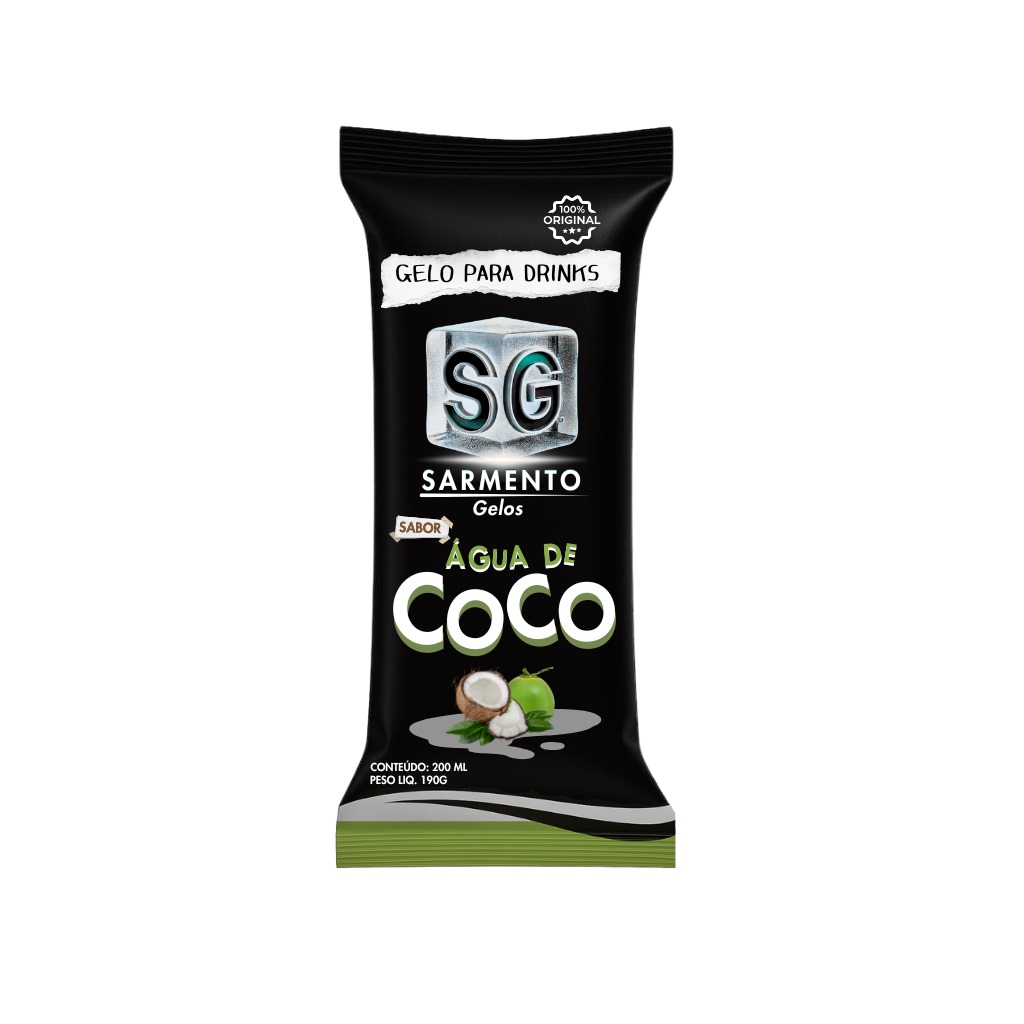 100%
ORIGINAL
GELO PARA DRINKS
SG
SARMENTO
Gelos
SABOR
ÁGUA DE
COCO
CONTEÚDO: 200 ML
PESO LIQ. 190G